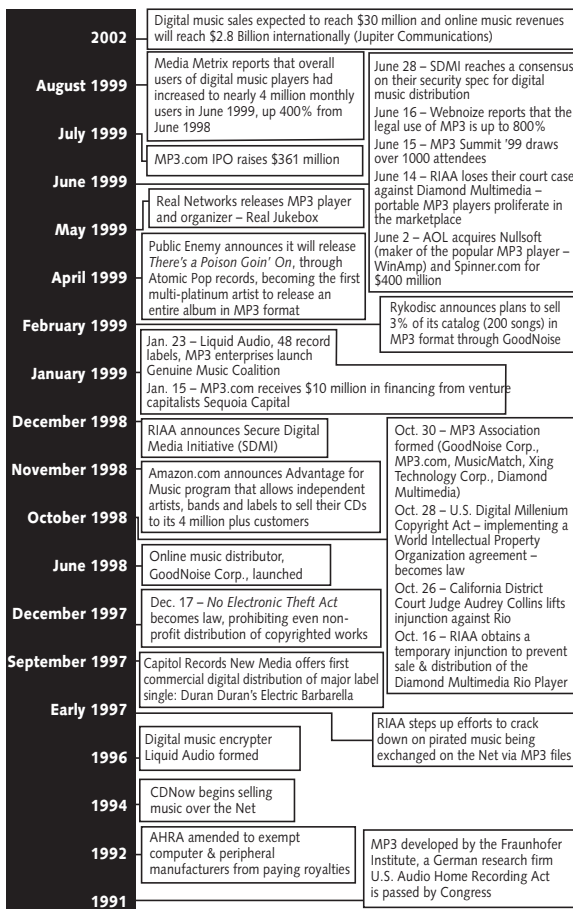 2002
Digital music sales expected to reach $30 million and online music revenues
will reach $2.8 Billion internationally (Jupiter Communications)
August 1999
Media Metrix reports that overall
users of digital music players had
increased to nearly 4 million monthly
users in June 1999, up 400% from
June 1998
July 1999
MP3.com IPO raises $361 million
June 1999
June 28 – SDMI reaches a consensus
on their security spec for digital
music distribution
June 16 – Webnoize reports that the
legal use of MP3 is up to 800%
June 15 – MP3 Summit '99 draws
over 1000 attendees
June 14 – RIAA loses their court case
against Diamond Multimedia –
portable MP3 players proliferate in
the marketplace
June 2 – AOL acquires Nullsoft
(maker of the popular MP3 player –
WinAmp) and Spinner.com for
$400 million
May 1999
Real Networks releases MP3 player
and organizer – Real Jukebox
April 1999
Public Enemy announces it will release
There's a Poison Goin' On, through
Atomic Pop records, becoming the first
multi-platinum artist to release an
entire album in MP3 format
February 1999
Rykodisc announces plans to sell
3% of its catalog (200 songs) in
MP3 format through GoodNoise
January 1999
Jan. 23 – Liquid Audio, 48 record
labels, MP3 enterprises launch
Genuine Music Coalition
Jan. 15 – MP3.com receives $10 million in financing from venture
capitalists Sequoia Capital
December 1998
RIAA announces Secure Digital
Media Initiative (SDMI)
November 1998
Amazon.com announces Advantage for
Music program that allows independent
artists, bands and labels to sell their CDs
to its 4 million plus customers
October 1998
Oct. 30 – MP3 Association
formed (GoodNoise Corp.,
MP3.com, MusicMatch, Xing
Technology Corp., Diamond
Multimedia)
Oct. 28 – U.S. Digital Millenium
Copyright Act – implementing a
World Intellectual Property
Organization agreement –
becomes law
Oct. 26 – California District
Court Judge Audrey Collins lifts
injunction against Rio
Oct. 16 – RIAA obtains a
temporary injunction to prevent
sale & distribution of the
Diamond Multimedia Rio Player
June 1998
Online music distributor,
GoodNoise Corp., launched
December 1997
Dec. 17 – No Electronic Theft Act
becomes law, prohibiting even non-
profit distribution of copyrighted works
September 1997
Capitol Records New Media offers first
commercial digital distribution of major label
single: Duran Duran's Electric Barbarella
Early 1997
RIAA steps up efforts to crack
down on pirated music being
exchanged on the Net via MP3 files
1996
Digital music encrypter
Liquid Audio formed
1994
CDNow begins selling
music over the Net
1992
AHRA amended to exempt
computer & peripheral
manufacturers from paying royalties
1991
MP3 developed by the Fraunhofer
Institute, a German research firm
U.S. Audio Home Recording Act
is passed by Congress